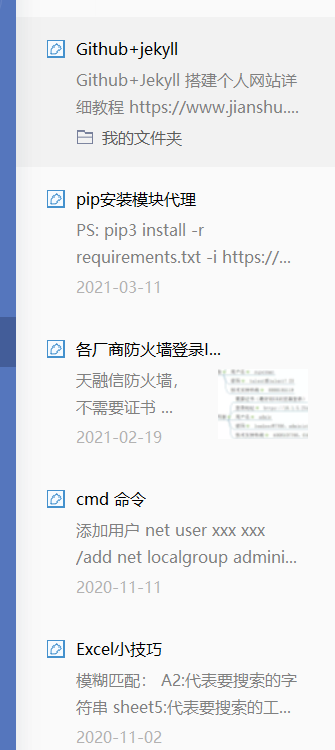 Github+jekyll
Github+Jekyll 搭建个人网站详
细教程 https://www.jianshu....
我的文件夹
pip安装模块代理
PS: pip3 install -r
requirements.txt -i https://...
2021-03-11
各厂商防火墙登录I...
天融信防火墙，
不需要证书 ...
2021-02-19
cmd 命令
添加用户 net user xxx xxx
/add net localgroup admini...
2020-11-11
Excel小技巧
模糊匹配： A2:代表要搜索的字
符串 sheet5:代表要搜索的工...
2020-11-02